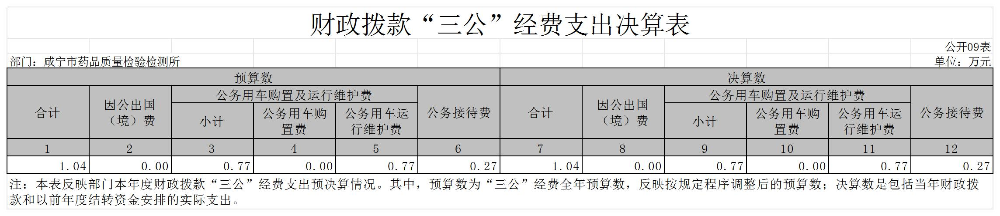 财政拨款“三公”经费支出决算表
公开09表
部门：咸宁市药品质量检验检测所 单位：万元
预算数 决算数
合计 因公出国（境）费 公务用车购置及运行维护费 公务接待费 合计 因公出国（境）费 公务用车购置及运行维护费 公务接待费
小计 公务用车购置费 公务用车运行维护费 小计 公务用车购置费 公务用车运行维护费
1 2 3 4 5 6 7 8 9 10 11 12
1.04 0.00 0.77 0.00 0.77 0.27 1.04 0.00 0.77 0.00 0.77 0.27
注：本表反映部门本年度财政拨款“三公”经费支出预决算情况。其中，预算数为“三公”经费全年预算数，反映按规定程序调整后的预算数；决算数是包括当年财政拨
款和以前年度结转资金安排的实际支出。